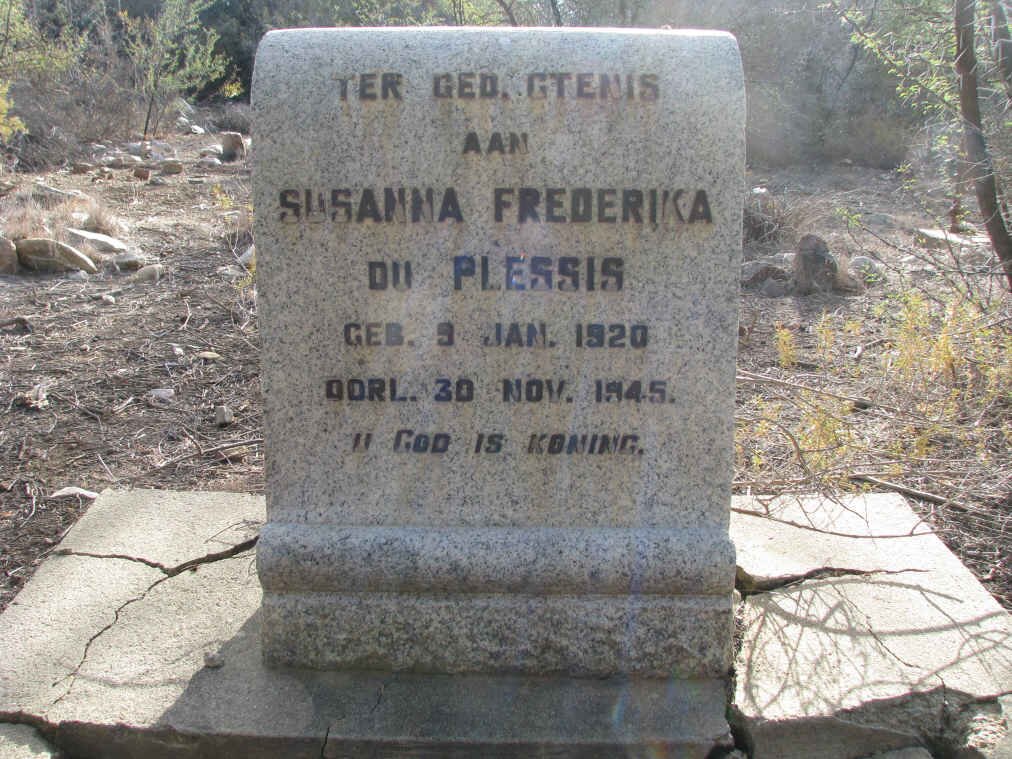 TER GED. GTENIS
AAN
SUSANNA FREDERIKA
DU PLESSIS
GEB. 9 JAN. 1920
OORL. 30 NOV. 1945.
U GOD IS KONING.